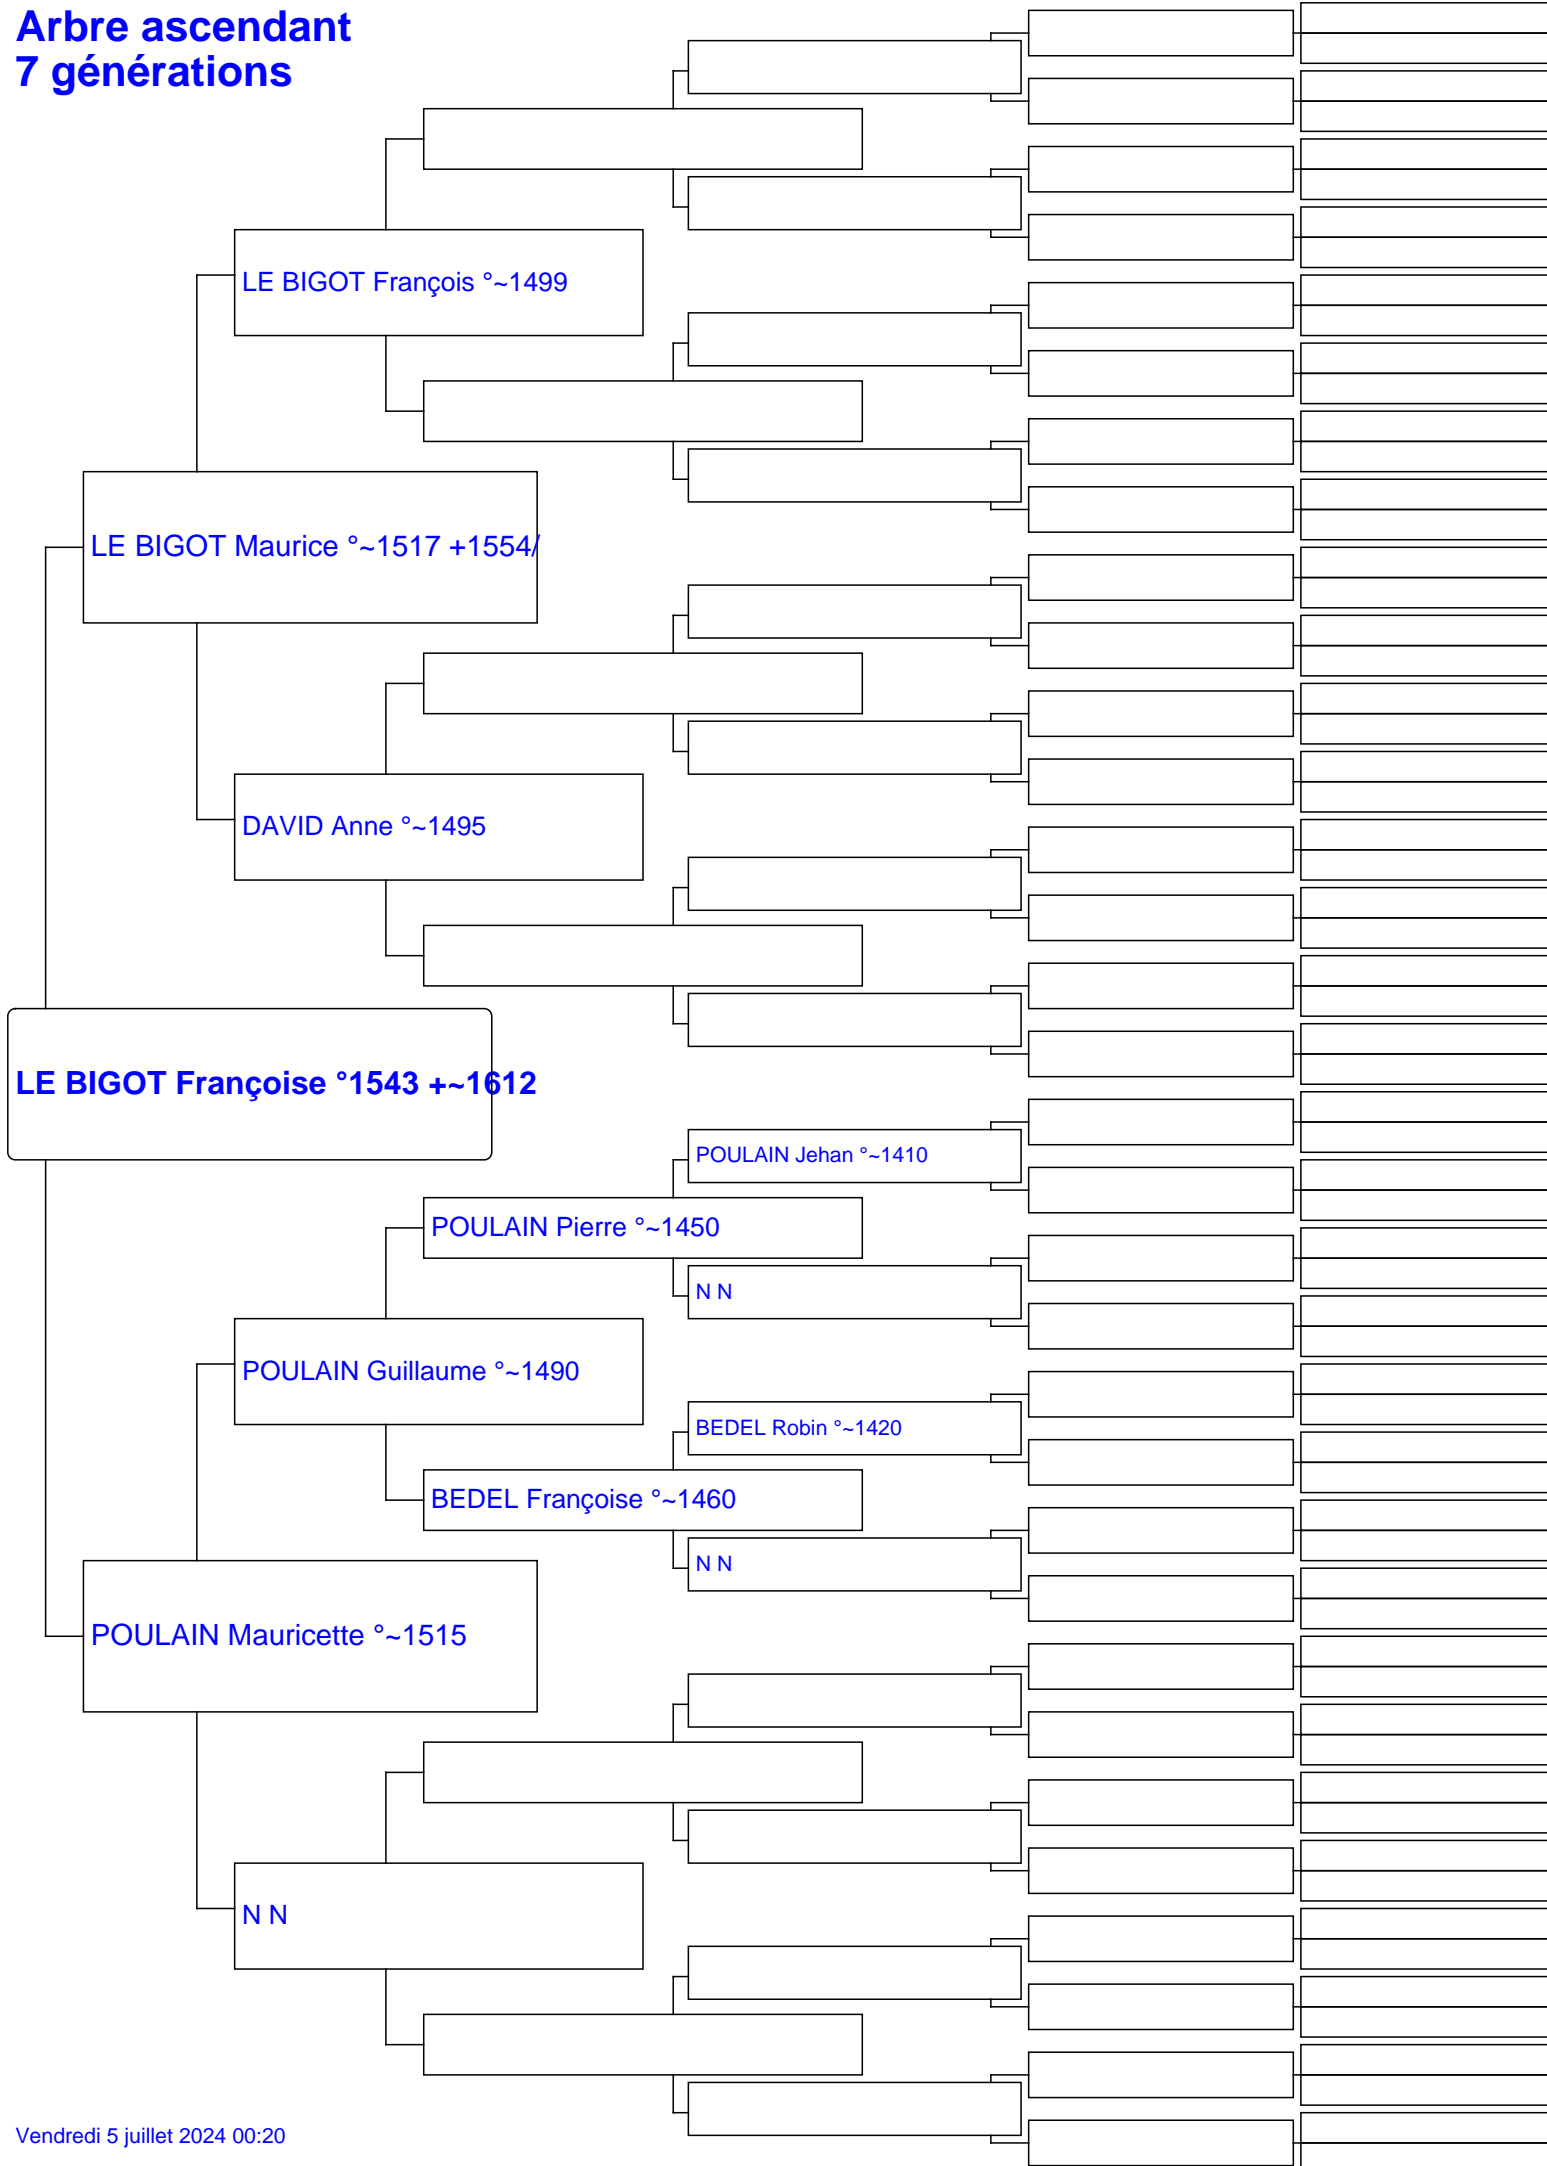 Arbre ascendant
7 générations
LE BIGOT François °~1499
LE BIGOT Maurice °~1517 +1554/
DAVID Anne °~1495
LE BIGOT Françoise °1543 +~1612
POULAIN Jehan °~1410
POULAIN Pierre °~1450
N N
POULAIN Guillaume °~1490
BEDEL Robin °~1420
BEDEL Françoise °~1460
N N
POULAIN Mauricette °~1515
N N
Vendredi 5 juillet 2024 00:20